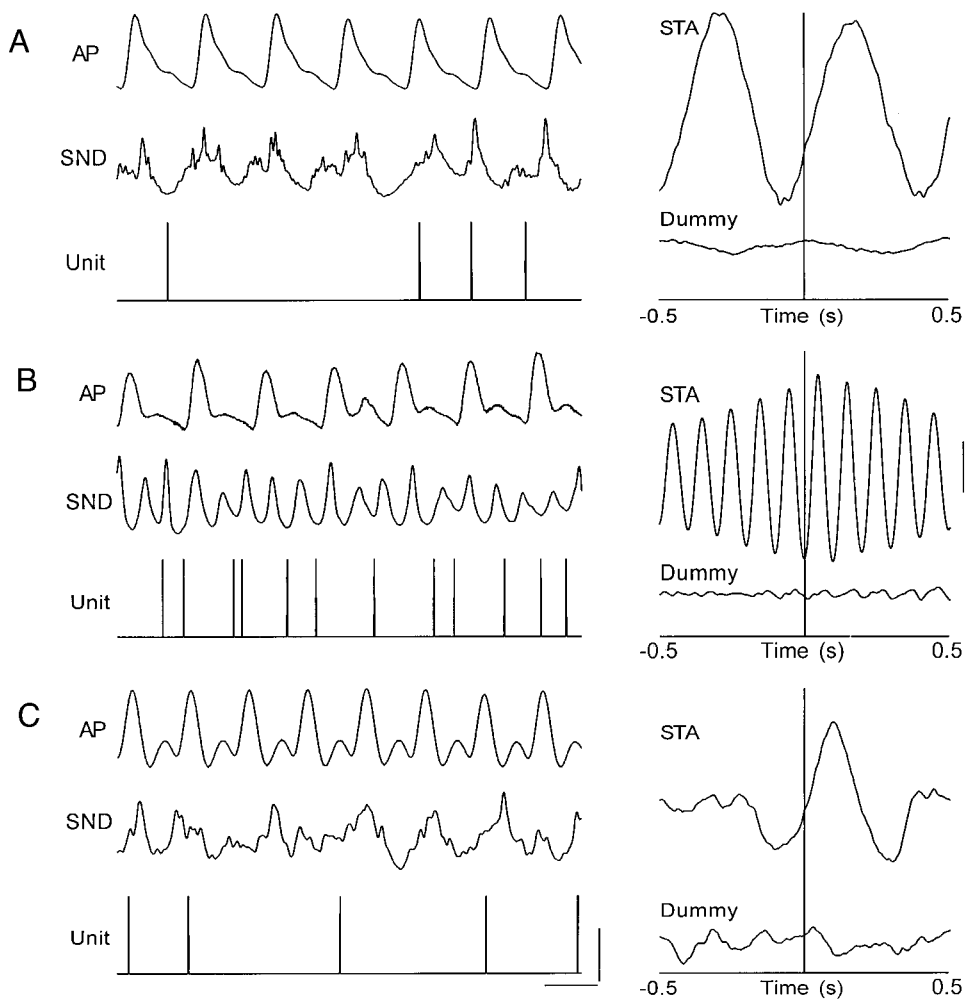 A
AP
SND
Unit
STA
Dummy
-0.5 Time (s) 0.5
B
AP
SND
Unit
STA
Dummy
-0.5 Time (s) 0.5
C
AP
SND
Unit
STA
Dummy
-0.5 Time (s) 0.5